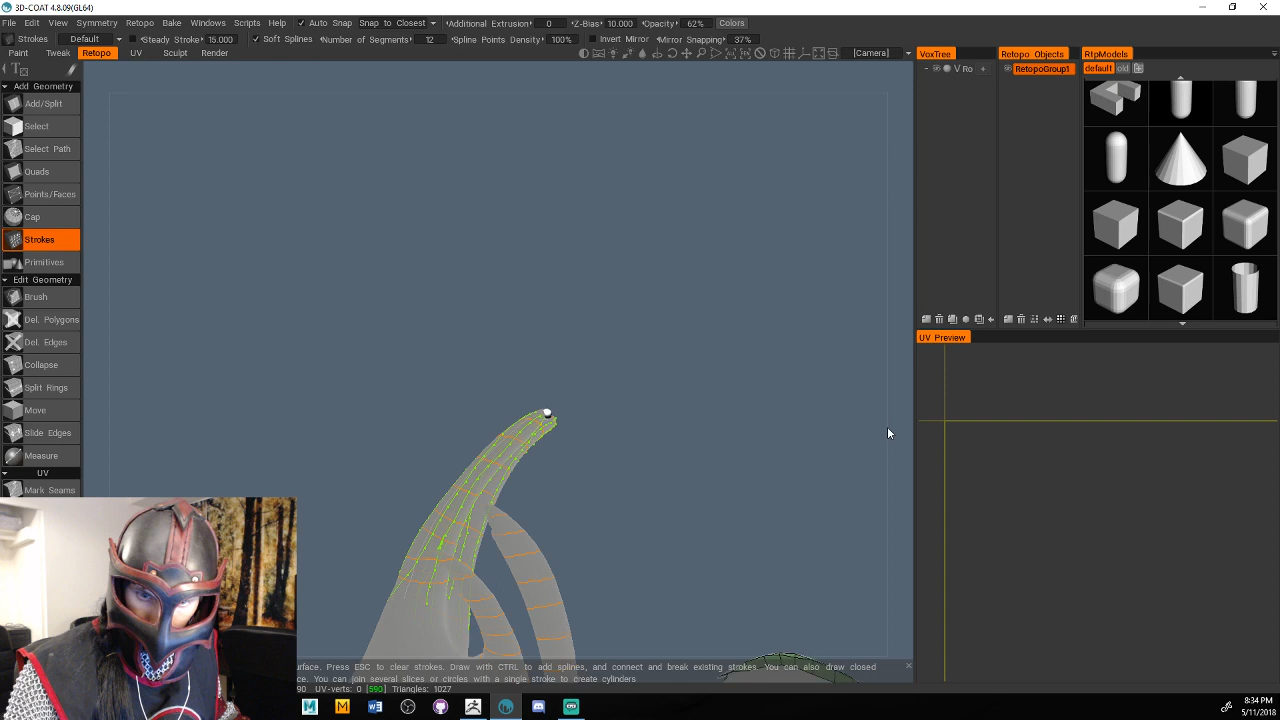 3D-COAT 4.8.09(GL64)
File Edit View Symmetry Retopo Bake Windows Scripts Help Auto Snap Snap to Closest Additional Extrusion 0 Z-Bias 10.000 Opacity 62% Colors
Strokes Default Steady Stroke 15.000 Soft Splines Number of Segments 12 Spline Points Density 100% Invert Mirror Mirror Snapping 37%
Paint Tweak Retopo UV Sculpt Render [Camera] VoxTree Retopo Objects RtpModels
V Ro + RetopoGroup1 default old
Add Geometry
Add/Split
Select
Select Path
Quads
Points/Faces
Cap
Strokes
Primitives
Edit Geometry
Brush
Del. Polygons
UV Preview
Del. Edges
Collapse
Split Rings
Move
Slide Edges
Measure
UV
Mark Seams
urface. Press ESC to clear strokes. Draw with CTRL to add splines, and connect and break existing strokes. You can also draw closed
. You can join several slices or circles with a single stroke to create cylinders
90 UV-verts: 0 [590] Triangles: 1027
8:34 PM
5/11/2018